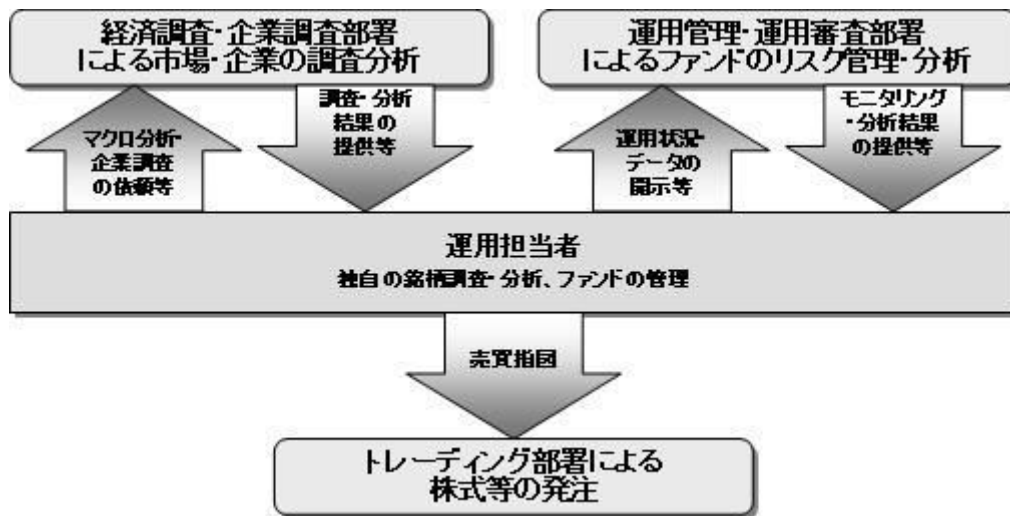 経済調査・企業調査部署
による市場・企業の調査分析
運用管理・運用審査部署
によるファンドのリスク管理・分析
マクロ分析・
企業調査
の依頼等
調査・分析
結果の
提供等
運用状況・
データの
開示等
モニタリング
・分析結果
の提供等
運用担当者
独自の銘柄調査・分析、ファンドの管理
売買指図
トレーディング部署による
株式等の発注